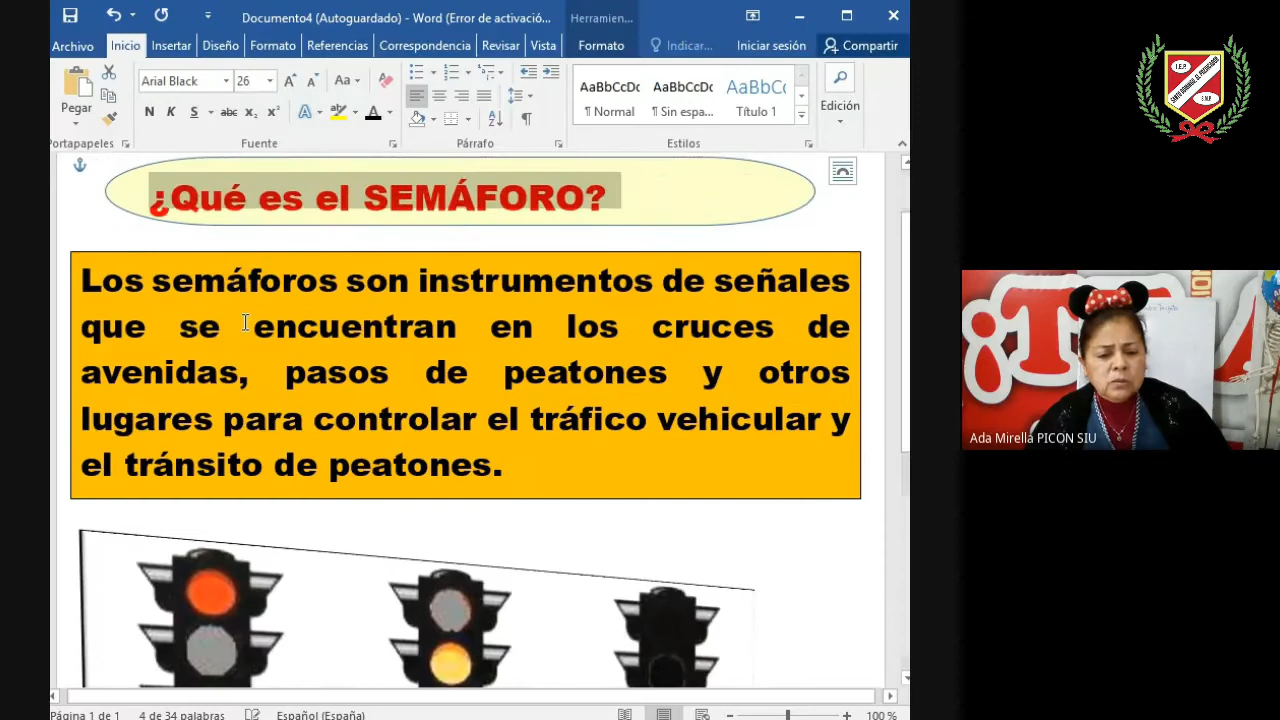 Documento4 (Autoguardado) - Word (Error de activació...
Herramien...
Archivo Inicio Insertar Diseño Formato Referencias Correspondencia Revisar Vista Formato Indicar... Iniciar sesión Compartir
Arial Black 26 Aa
Pegar
N K S abc x₂ x²
AaBbCcDc AaBbCcDc AaBbC
¶ Normal ¶ Sin espa... Título 1
Edición
Portapapeles Fuente Párrafo Estilos
¿Qué es el SEMÁFORO?
Los semáforos son instrumentos de señales
que se encuentran en los cruces de
avenidas, pasos de peatones y otros
lugares para controlar el tráfico vehicular y
el tránsito de peatones.
Página 1 de 1 4 de 34 palabras Español (España) 100 %
I.E.P.
Ada Mirella PICON SIU